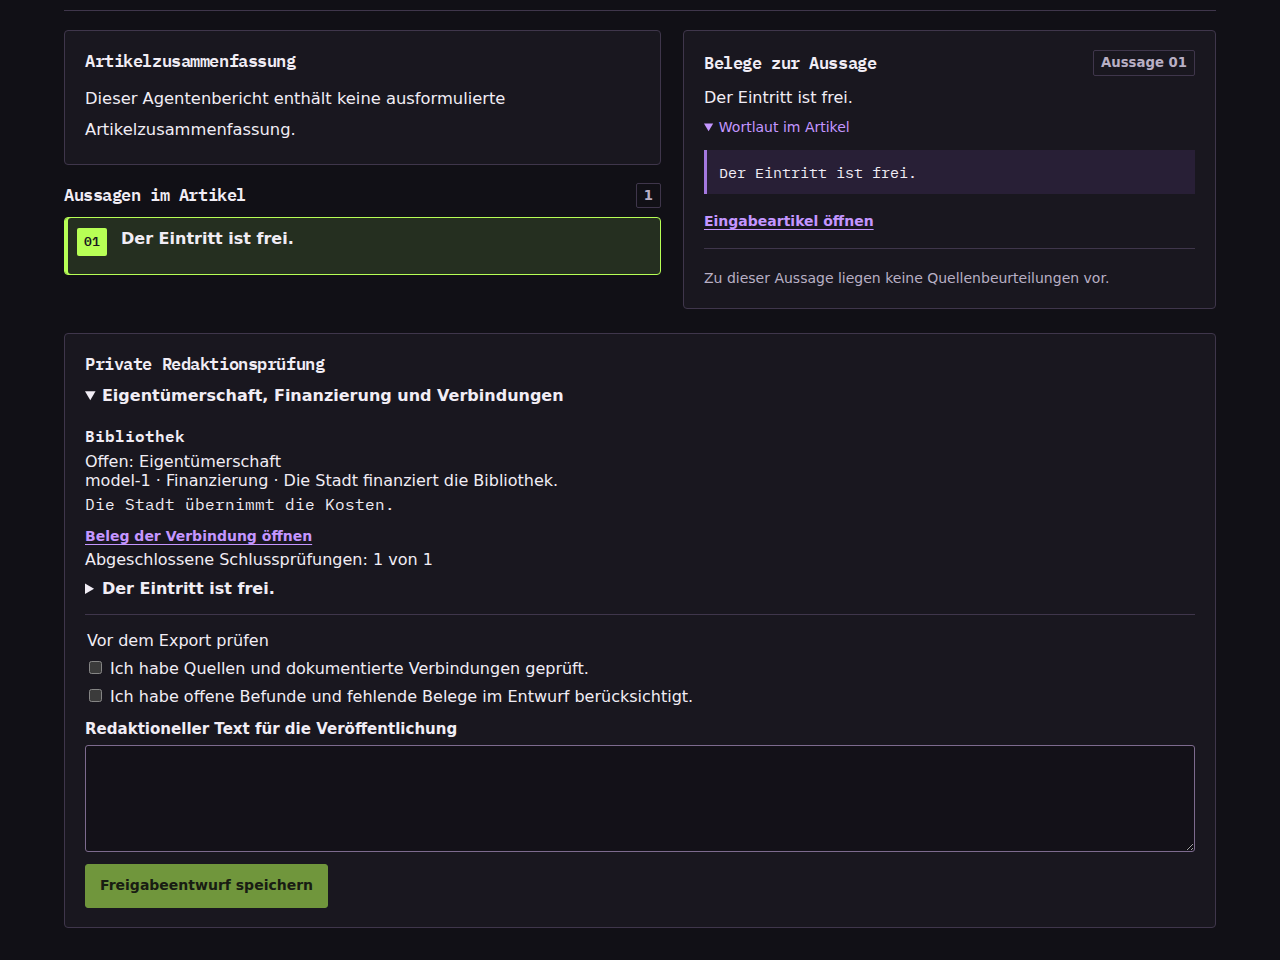 Artikelzusammenfassung
Dieser Agentenbericht enthält keine ausformulierte
Artikelzusammenfassung.
Aussagen im Artikel
1
01
Der Eintritt ist frei.
Belege zur Aussage
Aussage 01
Der Eintritt ist frei.
Wortlaut im Artikel
Der Eintritt ist frei.
Eingabeartikel öffnen
Zu dieser Aussage liegen keine Quellenbeurteilungen vor.
Private Redaktionsprüfung
Eigentümerschaft, Finanzierung und Verbindungen
Bibliothek
Offen: Eigentümerschaft
model-1 · Finanzierung · Die Stadt finanziert die Bibliothek.
Die Stadt übernimmt die Kosten.
Beleg der Verbindung öffnen
Abgeschlossene Schlussprüfungen: 1 von 1
Der Eintritt ist frei.
Vor dem Export prüfen
Ich habe Quellen und dokumentierte Verbindungen geprüft.
Ich habe offene Befunde und fehlende Belege im Entwurf berücksichtigt.
Redaktioneller Text für die Veröffentlichung
Freigabeentwurf speichern